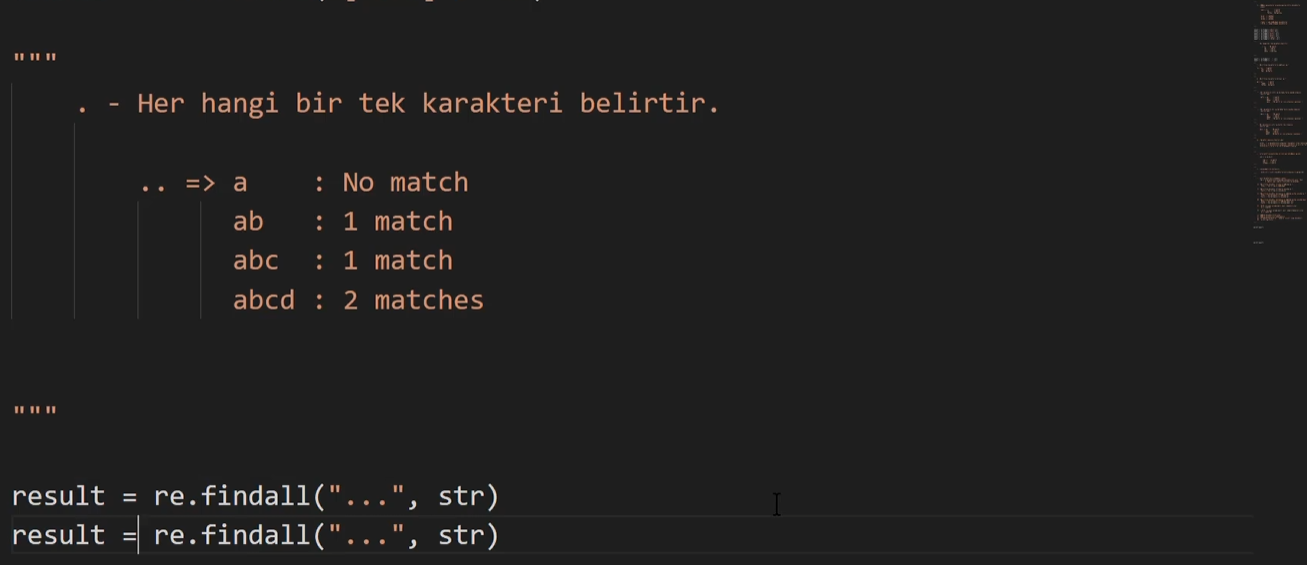 """
. - Her hangi bir tek karakteri belirtir.
.. => a : No match
ab : 1 match
abc : 1 match
abcd : 2 matches
"""
result = re.findall("...", str)
result = re.findall("...", str)